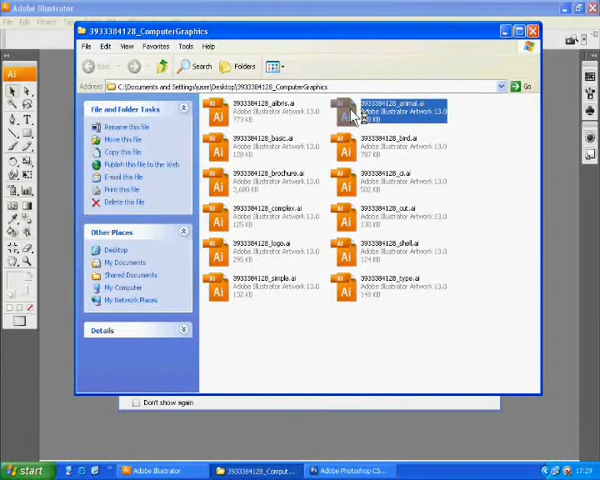 Adobe Illustrator
File Edit Object
3933384128_ComputerGraphics
File Edit View Favorites Tools Help
Back Search Folders
Address C:\Documents and Settings\user\Desktop\3933384128_ComputerGraphics Go
File and Folder Tasks
Rename this file
Move this file
Copy this file
Publish this file to the Web
E-mail this file
Print this file
Delete this file
Other Places
Desktop
My Documents
Shared Documents
My Computer
My Network Places
Details
3933384128_alibris.ai
Adobe Illustrator Artwork 13.0
773 KB
3933384128_animal.ai
Adobe Illustrator Artwork 13.0
KB
3933384128_basic.ai
Adobe Illustrator Artwork 13.0
129 KB
3933384128_bird.ai
Adobe Illustrator Artwork 13.0
787 KB
3933384128_brochure.ai
Adobe Illustrator Artwork 13.0
3,680 KB
3933384128_ci.ai
Adobe Illustrator Artwork 13.0
502 KB
3933384128_complex.ai
Adobe Illustrator Artwork 13.0
125 KB
3933384128_cut.ai
Adobe Illustrator Artwork 13.0
130 KB
3933384128_logo.ai
Adobe Illustrator Artwork 13.0
295 KB
3933384128_shell.ai
Adobe Illustrator Artwork 13.0
124 KB
3933384128_simple.ai
Adobe Illustrator Artwork 13.0
132 KB
3933384128_type.ai
Adobe Illustrator Artwork 13.0
148 KB
Don't show again
start Adobe Illustrator 3933384128_Comput... Adobe Photoshop CS... 17:29